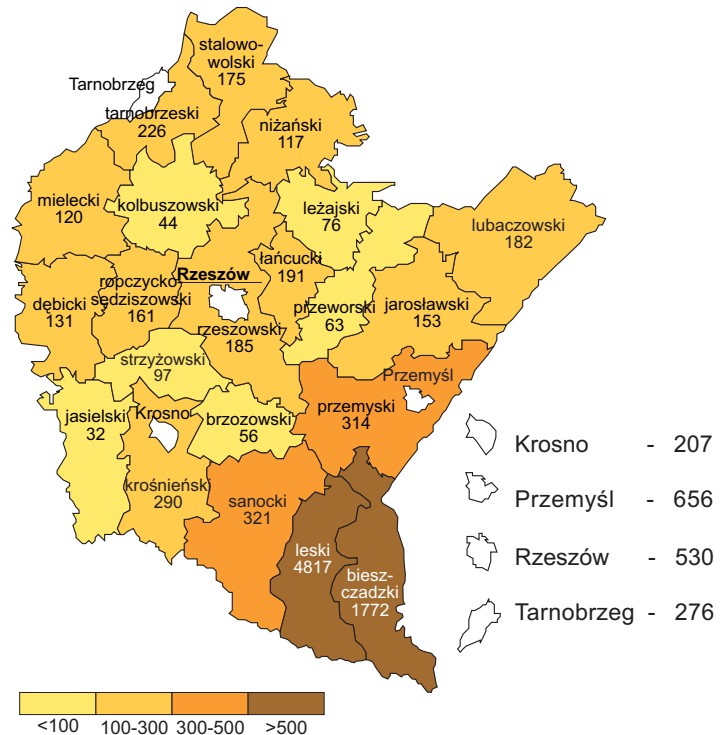 stalowo-
wolski
175
Tarnobrzeg
tarnobrzeski
226
niżański
117
mielecki
120
kolbuszowski
44
leżajski
76
lubaczowski
182
dębicki
131
ropczycko-
sędziszowski
161
Rzeszów
rzeszowski
185
łańcucki
191
przeworski
63
jarosławski
153
strzyżowski
97
Przemyśl
przemyski
314
jasielski
32
Krosno
brzozowski
56
krośnieński
290
sanocki
321
leski
4817
biesz-
czadzki
1772
Krosno - 207
Przemyśl - 656
Rzeszów - 530
Tarnobrzeg - 276
<100 100-300 300-500 >500